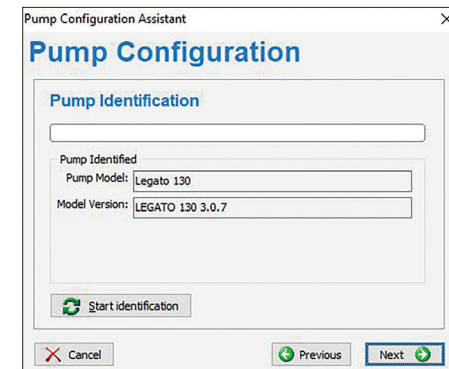 Pump Configuration Assistant
Pump Configuration
Pump Identification
Pump Identified
Pump Model: Legato 130
Model Version: LEGATO 130 3.0.7
Start identification
Cancel Previous Next